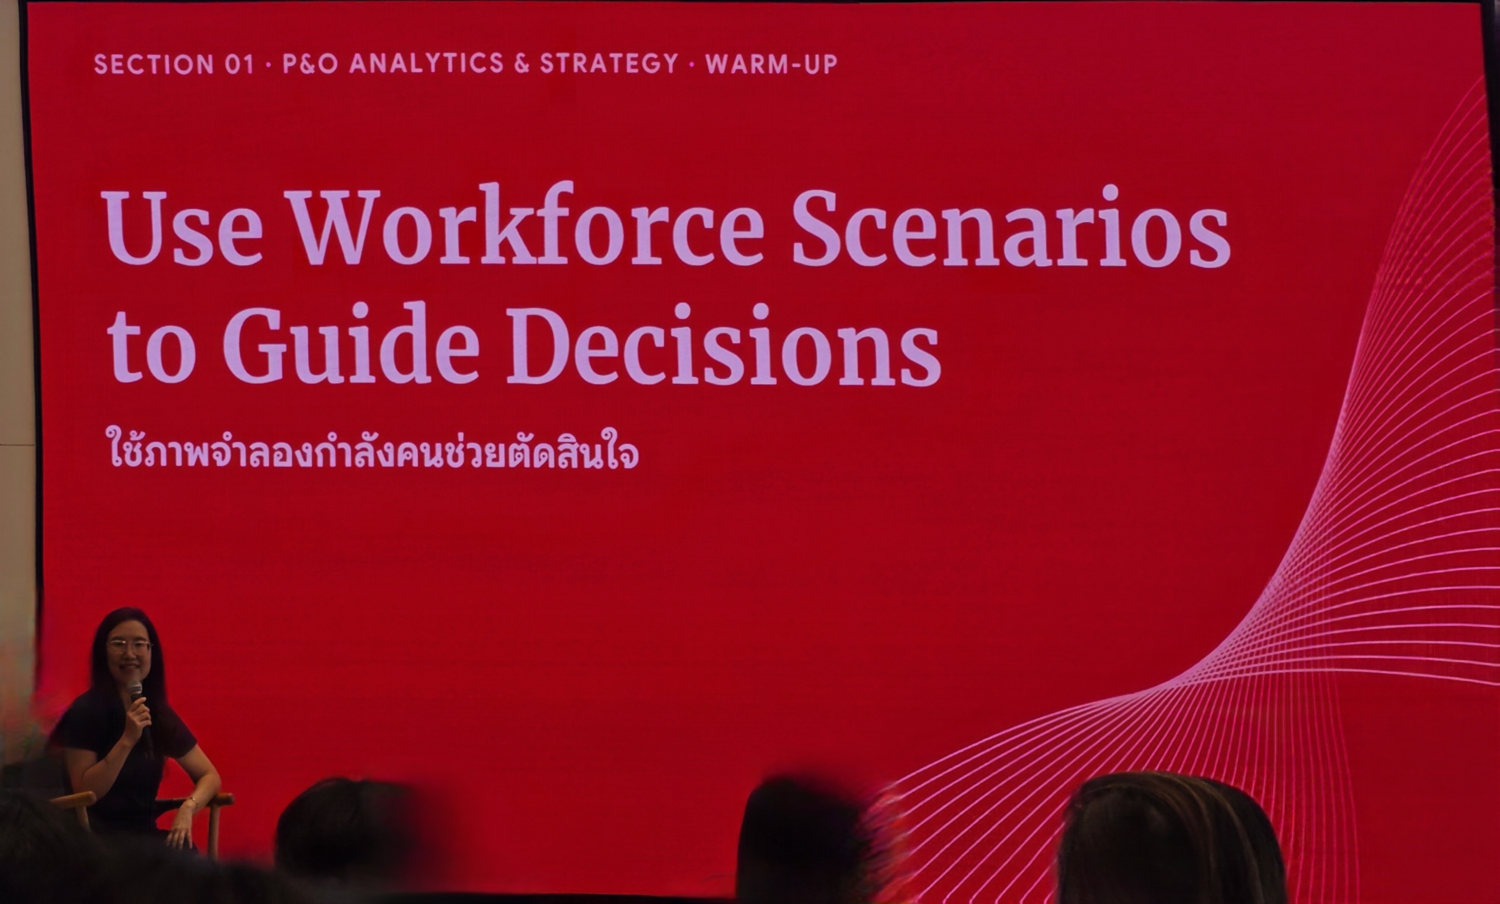 SECTION 01 · P&O ANALYTICS & STRATEGY · WARM-UP
Use Workforce Scenarios
to Guide Decisions
ใช้ภาพจำลองกำลังคนช่วยตัดสินใจ